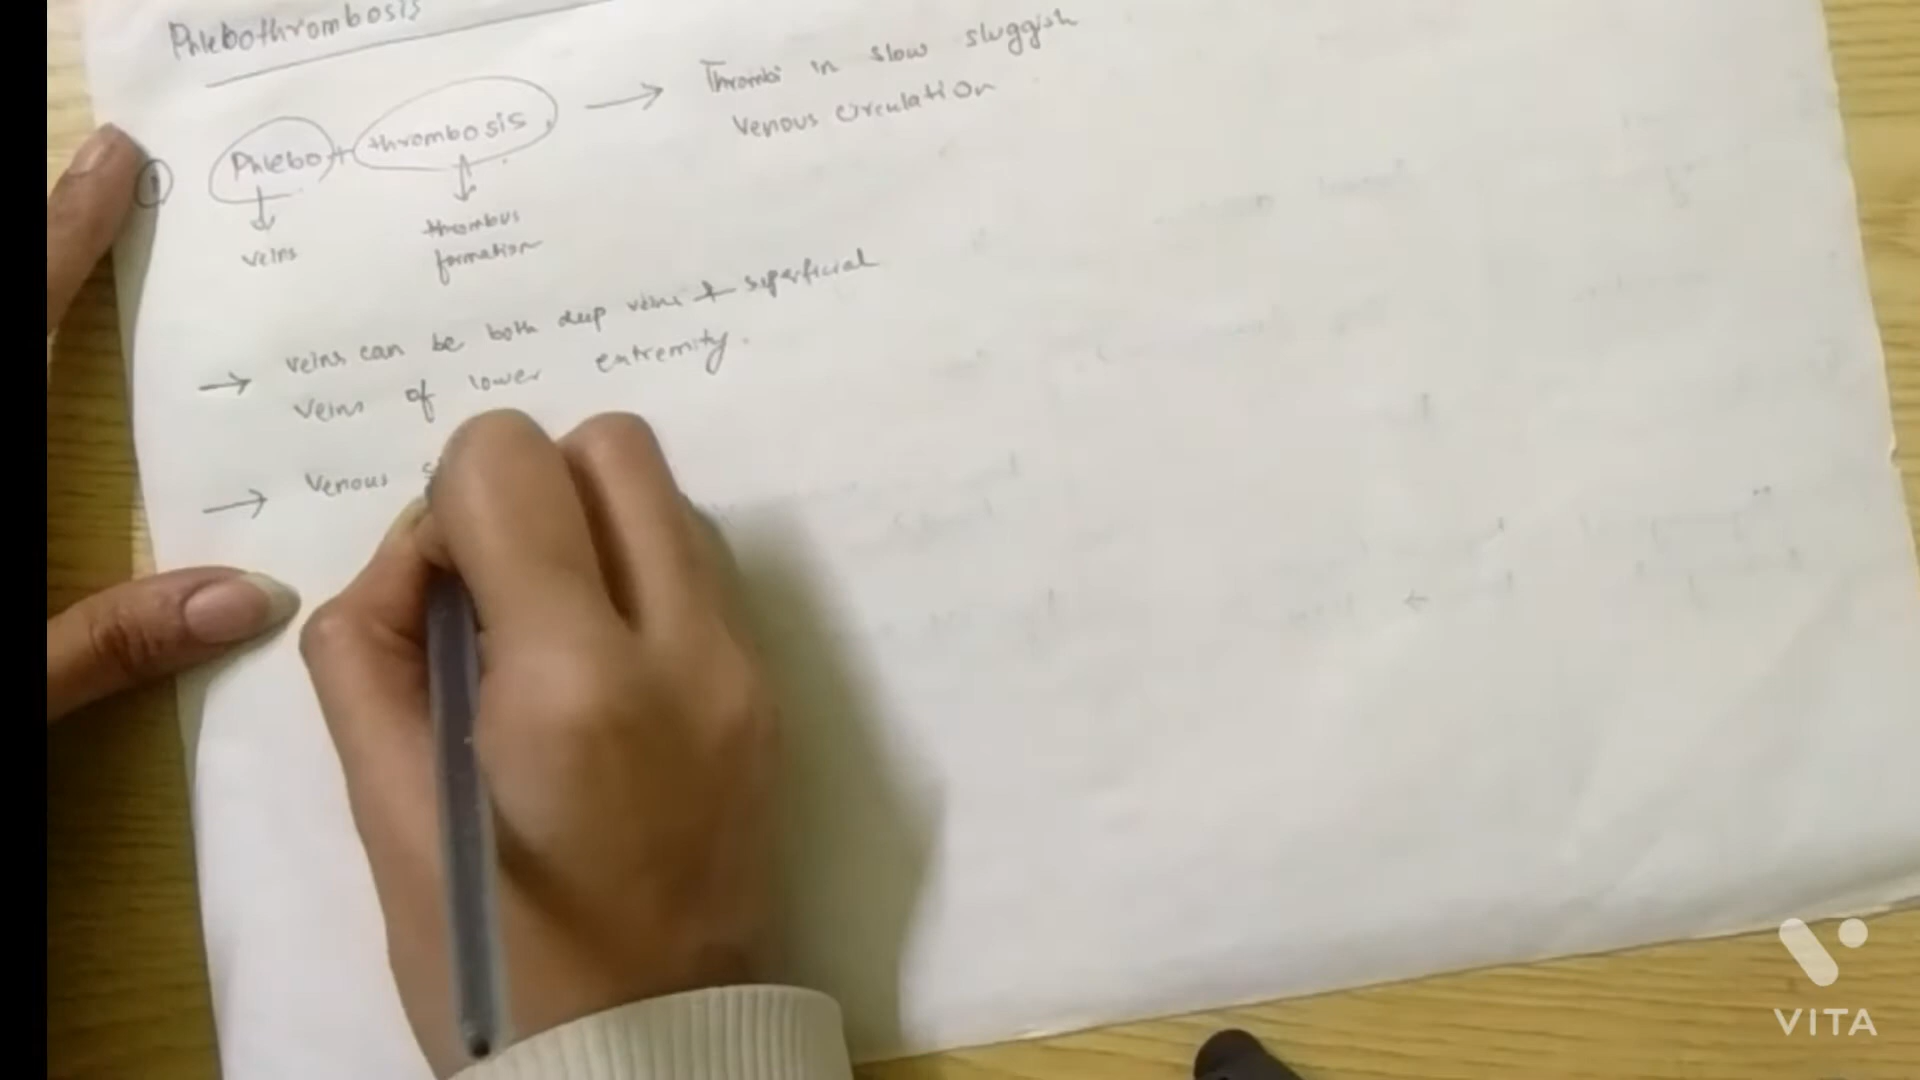 Phlebothrombosis
① Phlebo + thrombosis → Thrombi in slow sluggish
venous circulation
↓ ↓
veins thrombus
formation
→ veins can be both deep veins & superficial
veins of lower extremity.
→ Venous
VITA